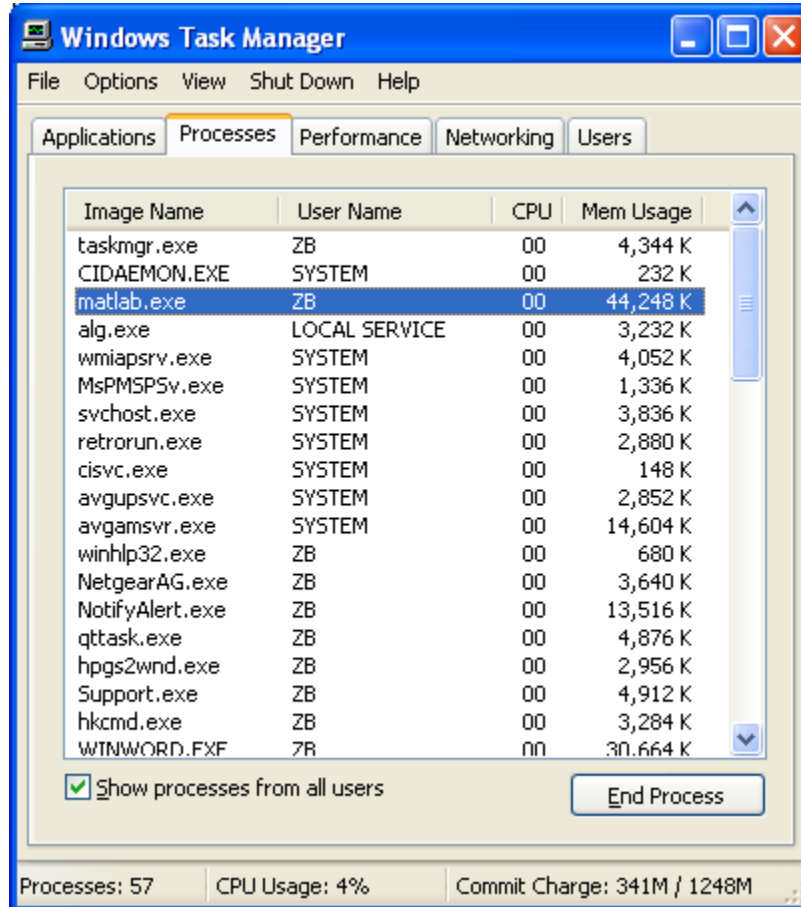 Windows Task Manager
File Options View Shut Down Help
Applications Processes Performance Networking Users
Image Name User Name CPU Mem Usage
taskmgr.exe ZB 00 4,344 K
CIDAEMON.EXE SYSTEM 00 232 K
matlab.exe ZB 00 44,248 K
alg.exe LOCAL SERVICE 00 3,232 K
wmiapsrv.exe SYSTEM 00 4,052 K
MsPMSPSv.exe SYSTEM 00 1,336 K
svchost.exe SYSTEM 00 3,836 K
retrorun.exe SYSTEM 00 2,880 K
cisvc.exe SYSTEM 00 148 K
avgupsvc.exe SYSTEM 00 2,852 K
avgamsvr.exe SYSTEM 00 14,604 K
winhlp32.exe ZB 00 680 K
NetgearAG.exe ZB 00 3,640 K
NotifyAlert.exe ZB 00 13,516 K
qttask.exe ZB 00 4,876 K
hpgs2wnd.exe ZB 00 2,956 K
Support.exe ZB 00 4,912 K
hkcmd.exe ZB 00 3,284 K
WINWORD.EXE ZB 00 30,664 K
Show processes from all users
End Process
Processes: 57 CPU Usage: 4% Commit Charge: 341M / 1248M